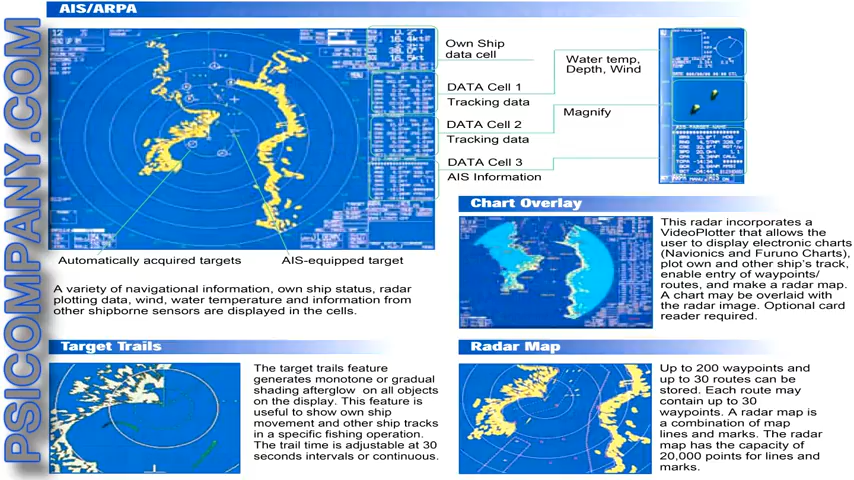 AIS/ARPA
PSICOMPANY.COM
Own Ship
data cell
DATA Cell 1
Tracking data
DATA Cell 2
Tracking data
DATA Cell 3
AIS Information
Water temp,
Depth, Wind
Magnify
Automatically acquired targets
AIS-equipped target
A variety of navigational information, own ship status, radar
plotting data, wind, water temperature and information from
other shipborne sensors are displayed in the cells.
Chart Overlay
This radar incorporates a
VideoPlotter that allows the
user to display electronic charts
(Navionics and Furuno Charts),
plot own and other ship's track,
enable entry of waypoints/
routes, and make a radar map.
A chart may be overlaid with
the radar image. Optional card
reader required.
Target Trails
The target trails feature
generates monotone or gradual
shading afterglow on all objects
on the display. This feature is
useful to show own ship
movement and other ship tracks
in a specific fishing operation.
The trail time is adjustable at 30
seconds intervals or continuous.
Radar Map
Up to 200 waypoints and
up to 30 routes can be
stored. Each route may
contain up to 30
waypoints. A radar map is
a combination of map
lines and marks. The radar
map has the capacity of
20,000 points for lines and
marks.